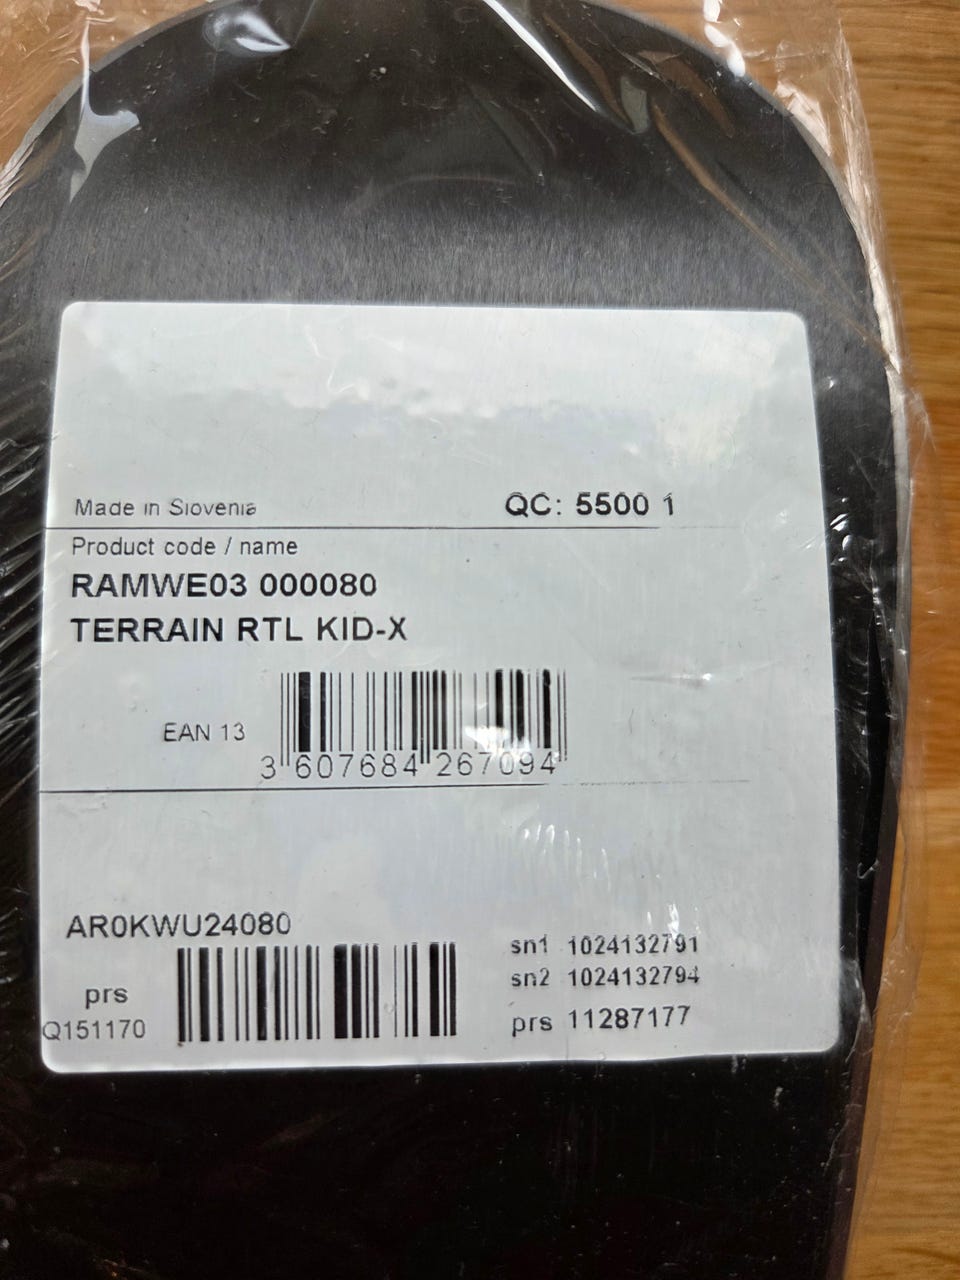 Made in Slovenia
QC: 5500 1
Product code / name
RAMWE03 000080
TERRAIN RTL KID-X
EAN 13
3 607684 267094
AR0KWU24080
prs
Q151170
sn1 1024132791
sn2 1024132794
prs 11287177